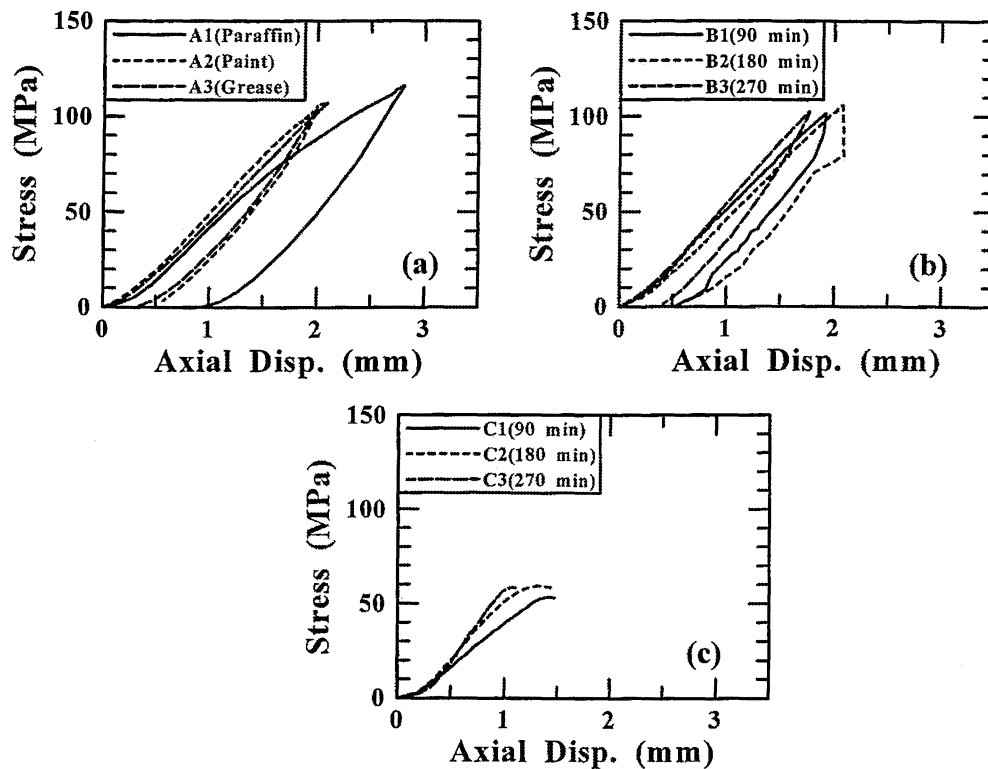 150
A1(Paraffin)
A2(Paint)
A3(Grease)
100
50
0
Stress (MPa)
(a)
0 1 2 3
Axial Disp. (mm)
150
B1(90 min)
B2(180 min)
B3(270 min)
100
50
0
Stress (MPa)
(b)
0 1 2 3
Axial Disp. (mm)
150
C1(90 min)
C2(180 min)
C3(270 min)
100
50
0
Stress (MPa)
(c)
0 1 2 3
Axial Disp. (mm)